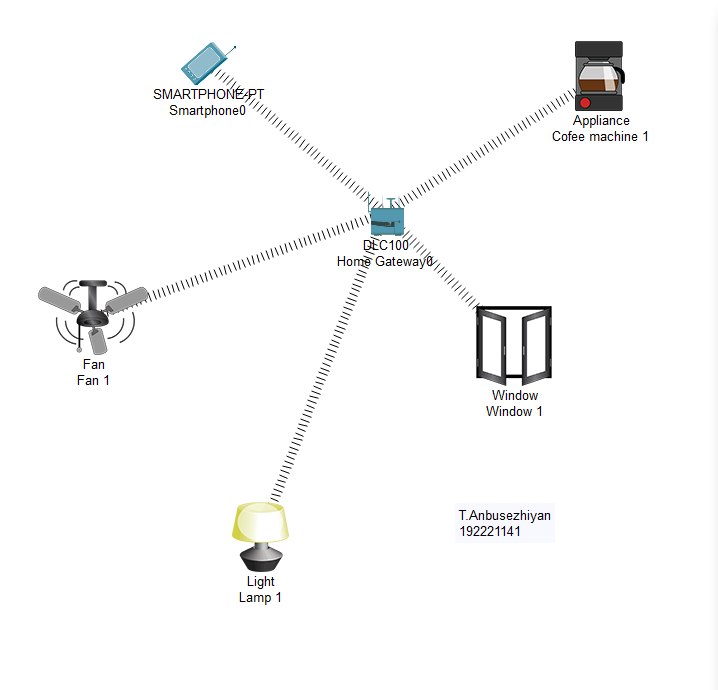 SMARTPHONE-PT
Smartphone0
Appliance
Cofee machine 1
DLC100
Home Gateway0
Fan
Fan 1
Window
Window 1
Light
Lamp 1
T.Anbusezhiyan
192221141